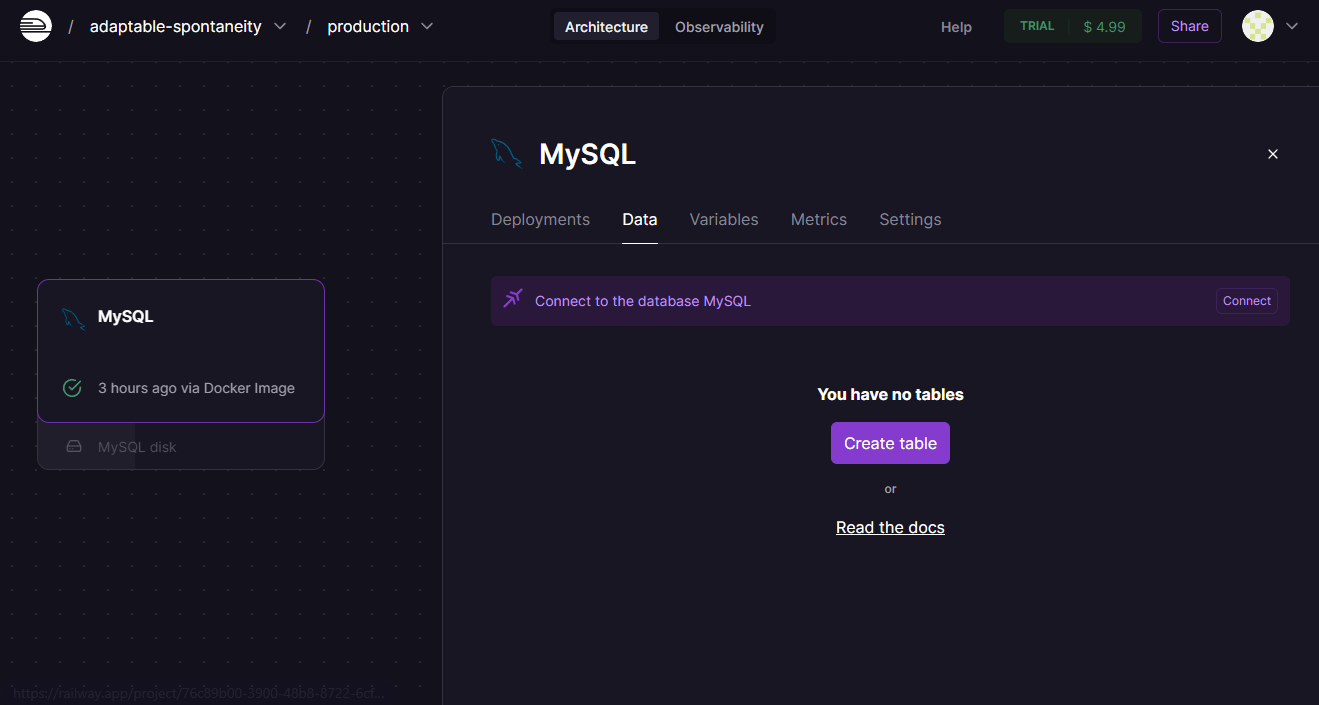 / adaptable-spontaneity / production Architecture Observability Help TRIAL $ 4.99 Share
MySQL
Deployments Data Variables Metrics Settings
Connect to the database MySQL Connect
You have no tables
Create table
or
Read the docs
MySQL
3 hours ago via Docker Image
MySQL disk
https://railway.app/project/76c89b00-3900-48b8-8722-6cf...